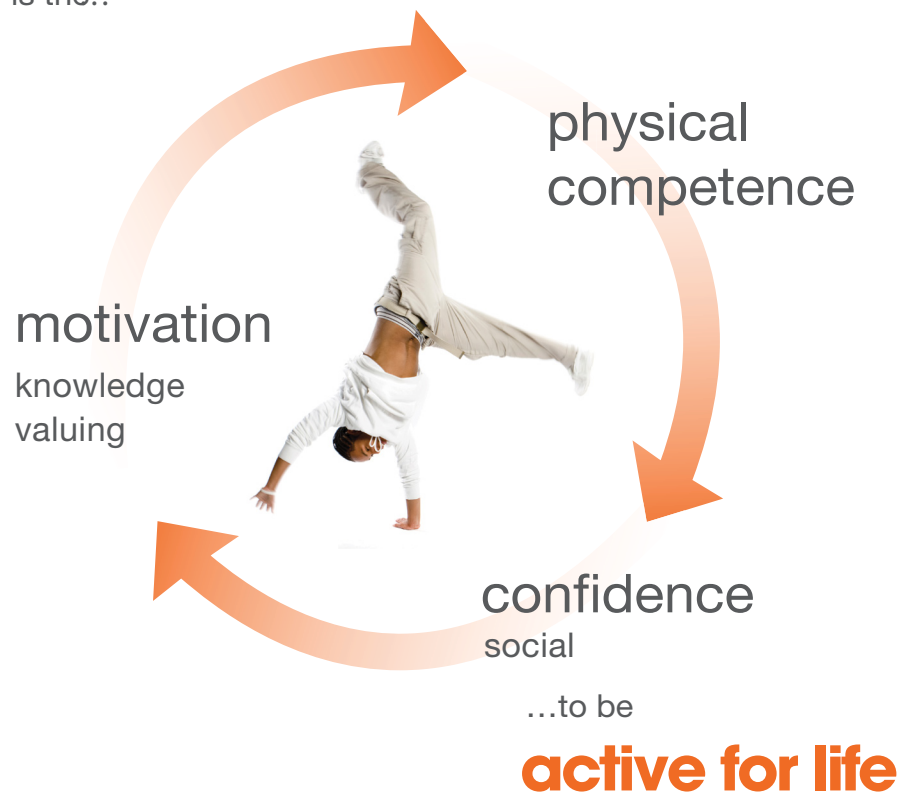 physical
competence
motivation
knowledge
valuing
confidence
social
…to be
active for life